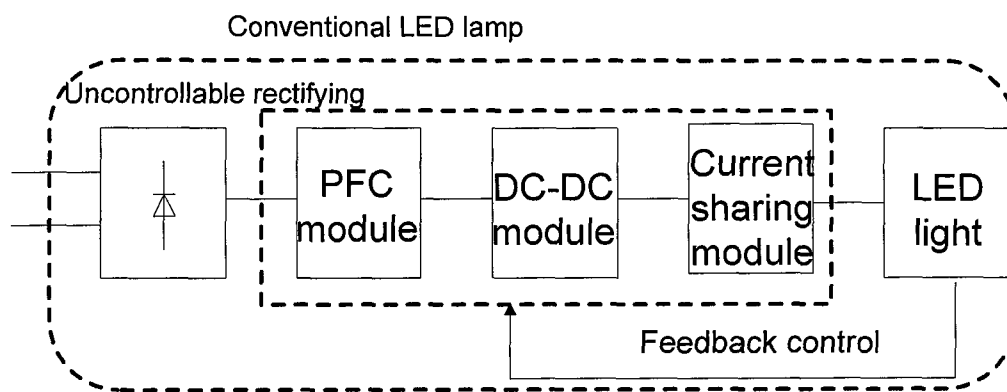 Conventional LED lamp
Uncontrollable rectifying
PFC
module
DC-DC
module
Current
sharing
module
LED
light
Feedback control